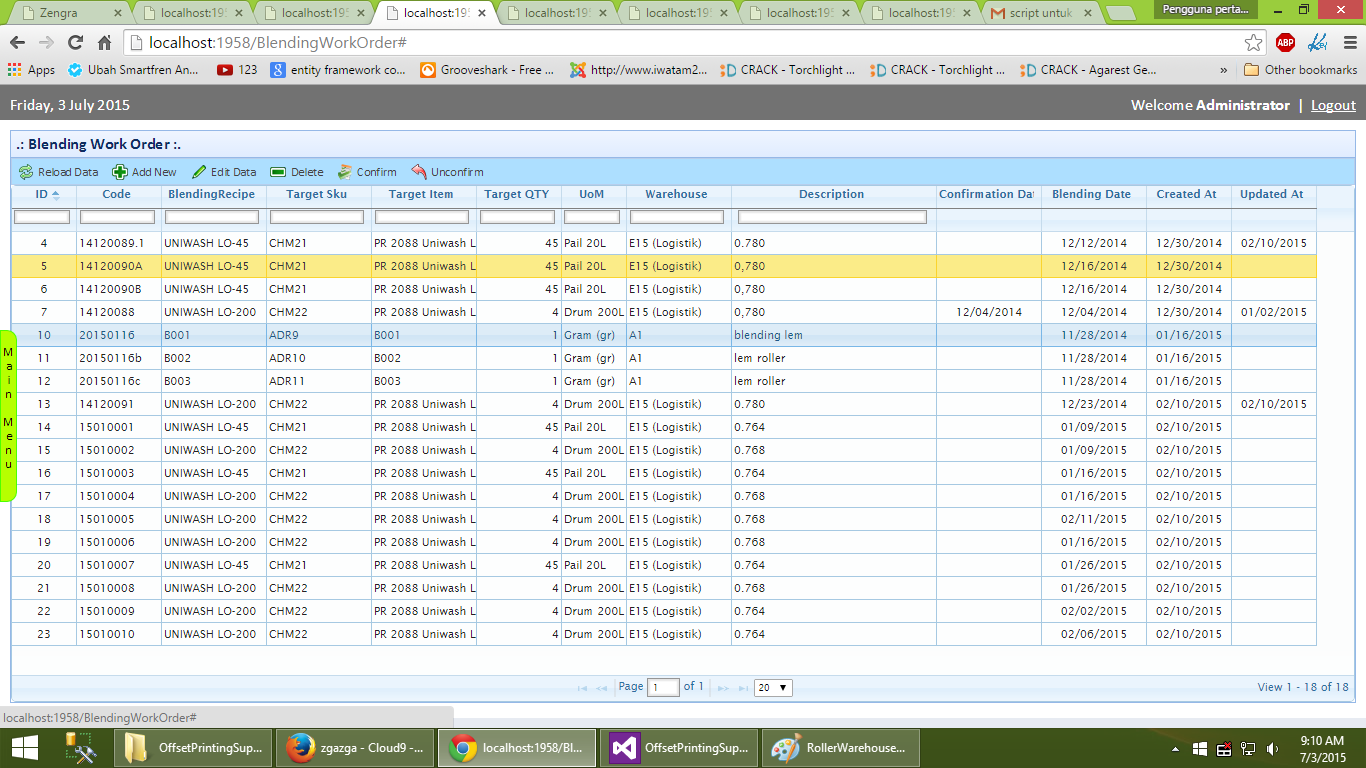 Zengra
localhost:195
localhost:195
localhost:195
localhost:195
localhost:195
localhost:195
localhost:195
script untuk
Pengguna perta...
localhost:1958/BlendingWorkOrder#
ABP
Apps
Ubah Smartfren An...
123
entity framework co...
Grooveshark - Free ...
http://www.iwatam2...
CRACK - Torchlight ...
CRACK - Torchlight ...
CRACK - Agarest Ge...
»
Other bookmarks
Friday, 3 July 2015
Welcome Administrator | Logout
.: Blending Work Order :.
Reload Data Add New Edit Data Delete Confirm Unconfirm
ID Code BlendingRecipe Target Sku Target Item Target QTY UoM Warehouse Description Confirmation Dat Blending Date Created At Updated At
4 14120089.1 UNIWASH LO-45 CHM21 PR 2088 Uniwash L 45 Pail 20L E15 (Logistik) 0.780 12/12/2014 12/30/2014 02/10/2015
5 14120090A UNIWASH LO-45 CHM21 PR 2088 Uniwash L 45 Pail 20L E15 (Logistik) 0,780 12/16/2014 12/30/2014
6 14120090B UNIWASH LO-45 CHM21 PR 2088 Uniwash L 45 Pail 20L E15 (Logistik) 0,780 12/16/2014 12/30/2014
7 14120088 UNIWASH LO-200 CHM22 PR 2088 Uniwash L 4 Drum 200L E15 (Logistik) 0,780 12/04/2014 12/04/2014 12/30/2014 01/02/2015
10 20150116 B001 ADR9 B001 1 Gram (gr) A1 blending lem 11/28/2014 01/16/2015
11 20150116b B002 ADR10 B002 1 Gram (gr) A1 lem roller 11/28/2014 01/16/2015
12 20150116c B003 ADR11 B003 1 Gram (gr) A1 lem roller 11/28/2014 01/16/2015
13 14120091 UNIWASH LO-200 CHM22 PR 2088 Uniwash L 4 Drum 200L E15 (Logistik) 0.780 12/23/2014 02/10/2015 02/10/2015
14 15010001 UNIWASH LO-45 CHM21 PR 2088 Uniwash L 45 Pail 20L E15 (Logistik) 0.764 01/09/2015 02/10/2015
15 15010002 UNIWASH LO-200 CHM22 PR 2088 Uniwash L 4 Drum 200L E15 (Logistik) 0.768 01/09/2015 02/10/2015
16 15010003 UNIWASH LO-45 CHM21 PR 2088 Uniwash L 45 Pail 20L E15 (Logistik) 0.764 01/16/2015 02/10/2015
17 15010004 UNIWASH LO-200 CHM22 PR 2088 Uniwash L 4 Drum 200L E15 (Logistik) 0.768 01/16/2015 02/10/2015
18 15010005 UNIWASH LO-200 CHM22 PR 2088 Uniwash L 4 Drum 200L E15 (Logistik) 0.768 02/11/2015 02/10/2015
19 15010006 UNIWASH LO-200 CHM22 PR 2088 Uniwash L 4 Drum 200L E15 (Logistik) 0.768 01/16/2015 02/10/2015
20 15010007 UNIWASH LO-45 CHM21 PR 2088 Uniwash L 45 Pail 20L E15 (Logistik) 0.764 01/26/2015 02/10/2015
21 15010008 UNIWASH LO-200 CHM22 PR 2088 Uniwash L 4 Drum 200L E15 (Logistik) 0.768 01/26/2015 02/10/2015
22 15010009 UNIWASH LO-200 CHM22 PR 2088 Uniwash L 4 Drum 200L E15 (Logistik) 0.764 02/02/2015 02/10/2015
23 15010010 UNIWASH LO-200 CHM22 PR 2088 Uniwash L 4 Drum 200L E15 (Logistik) 0.764 02/06/2015 02/10/2015
Main Menu
Page 1 of 1 20
View 1 - 18 of 18
localhost:1958/BlendingWorkOrder#
OffsetPrintingSup...
zgazga - Cloud9 - ...
localhost:1958/Bl...
OffsetPrintingSup...
RollerWarehouse...
9:10 AM
7/3/2015